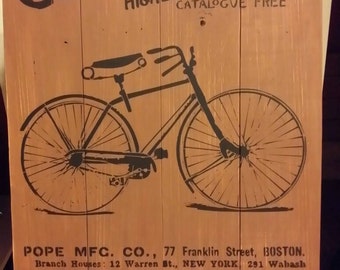 CATALOGUE FREE
POPE MFG. CO., 77 Franklin Street, BOSTON.
Branch Houses: 12 Warren St., NEW YORK, 291 Wabash